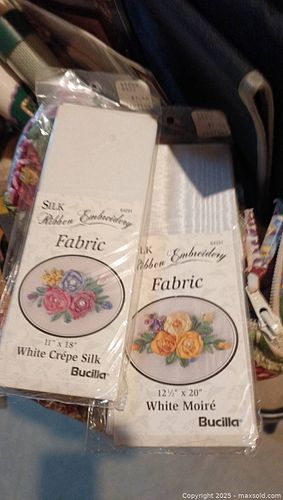 SILK
Ribbon Embroidery
Fabric
11" x 18"
White Crêpe Silk
Bucilla
LK
Ribbon Embroidery
Fabric
12½" x 20"
White Moiré
Bucilla
Copyright 2025 - maxsold.com